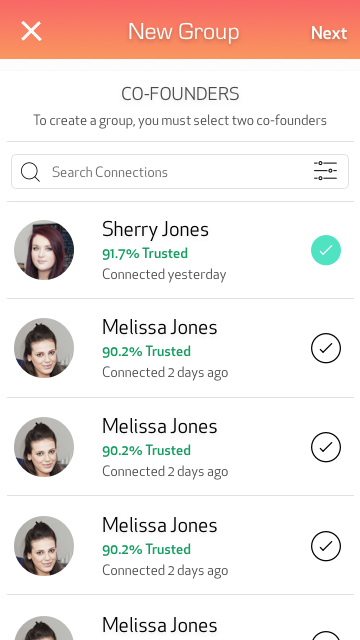 New Group
Next
CO-FOUNDERS
To create a group, you must select two co-founders
Search Connections
Sherry Jones
91.7% Trusted
Connected yesterday
Melissa Jones
90.2% Trusted
Connected 2 days ago
Melissa Jones
90.2% Trusted
Connected 2 days ago
Melissa Jones
90.2% Trusted
Connected 2 days ago
Melissa Jones